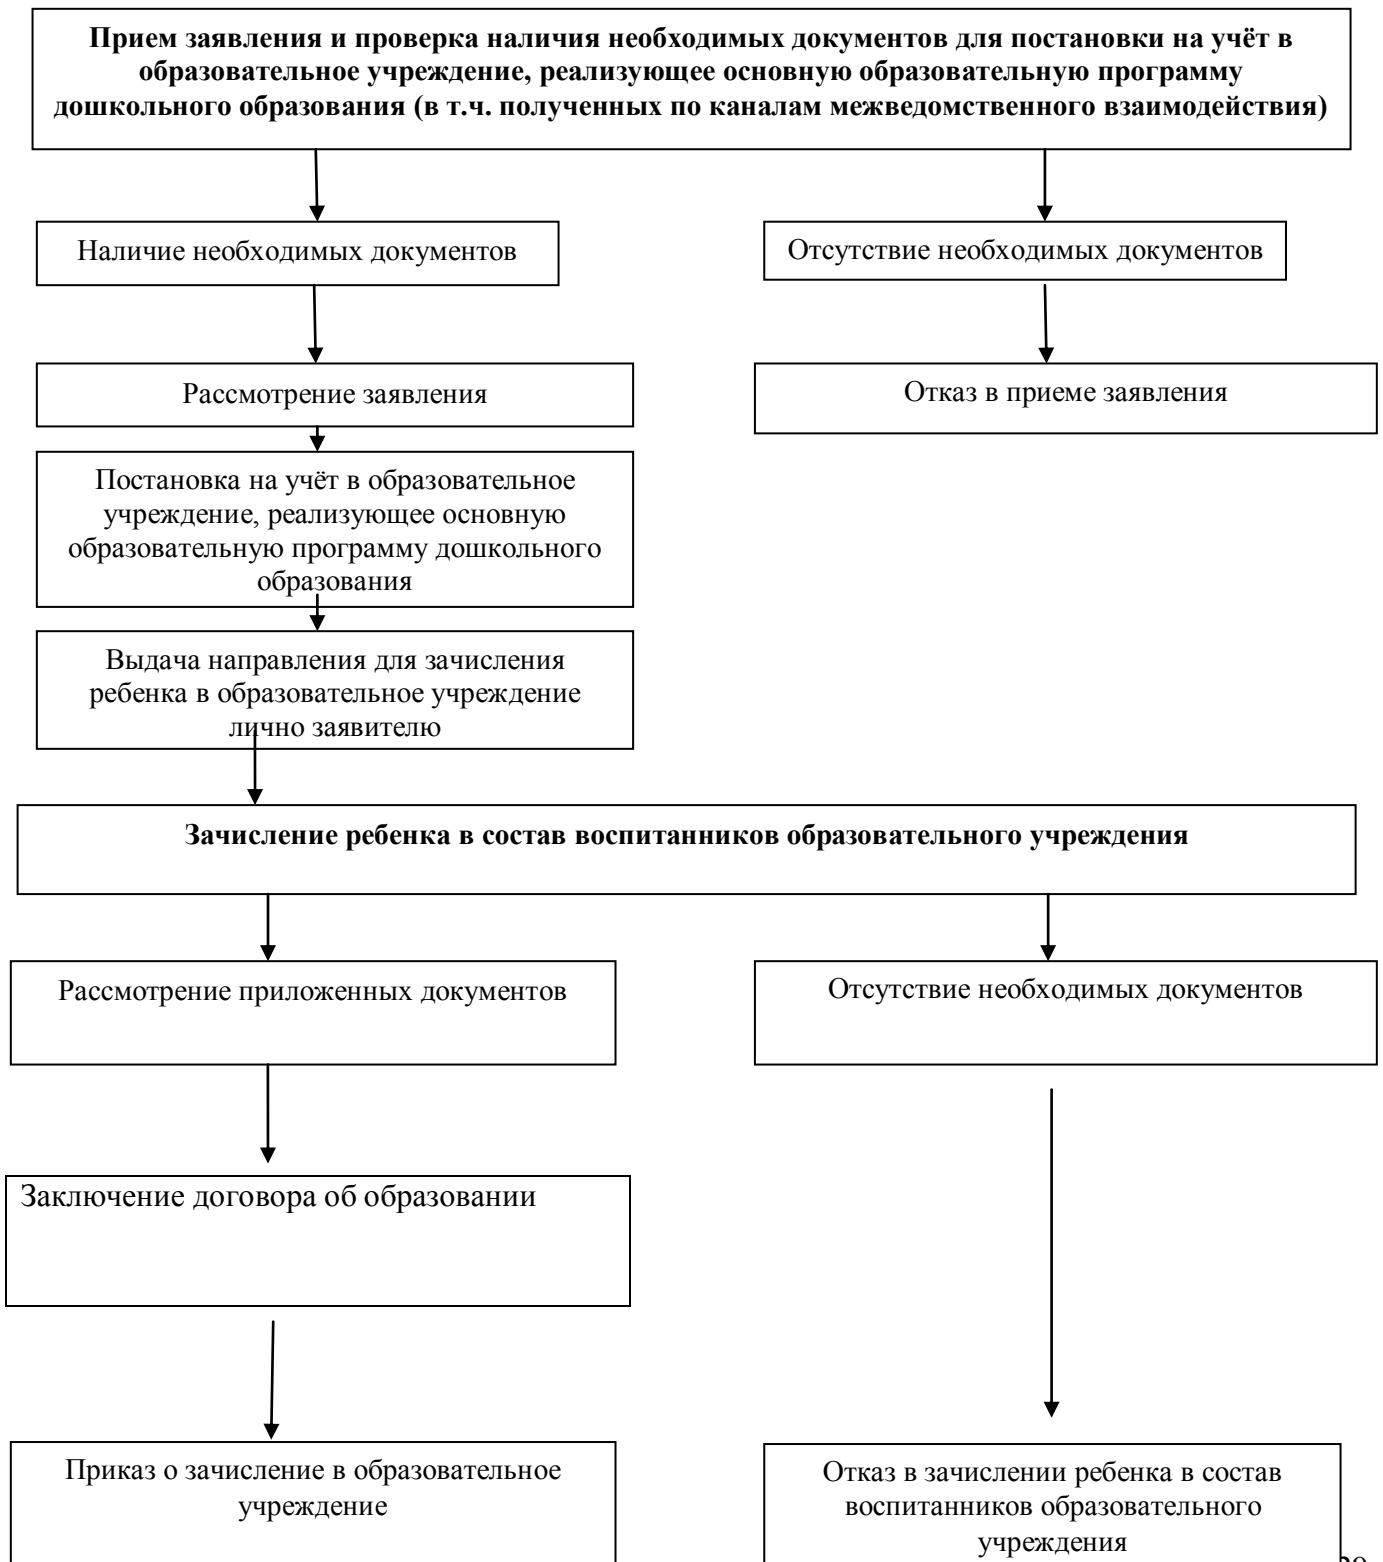 Прием заявления и проверка наличия необходимых документов для постановки на учёт в
образовательное учреждение, реализующее основную образовательную программу
дошкольного образования (в т.ч. полученных по каналам межведомственного взаимодействия)
Наличие необходимых документов
Отсутствие необходимых документов
Рассмотрение заявления
Отказ в приеме заявления
Постановка на учёт в образовательное
учреждение, реализующее основную
образовательную программу дошкольного
образования
Выдача направления для зачисления
ребенка в образовательное учреждение
лично заявителю
Зачисление ребенка в состав воспитанников образовательного учреждения
Рассмотрение приложенных документов
Отсутствие необходимых документов
Заключение договора об образовании
Приказ о зачисление в образовательное
учреждение
Отказ в зачислении ребенка в состав
воспитанников образовательного
учреждения